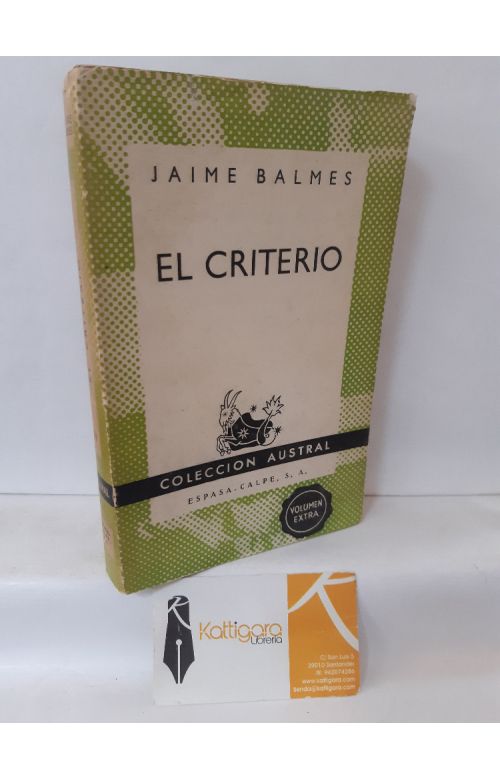 JAIME BALMES
EL CRITERIO
COLECCION AUSTRAL
ESPASA-CALPE, S. A.
VOLUMEN
EXTRA
Kattigara
Librería
C/ San Luis 5
39010 Santander
www.kattigara.com
tienda@kattigara.com